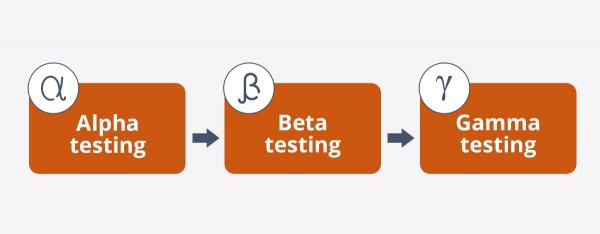 α
Alpha
testing
β
Beta
testing
γ
Gamma
testing